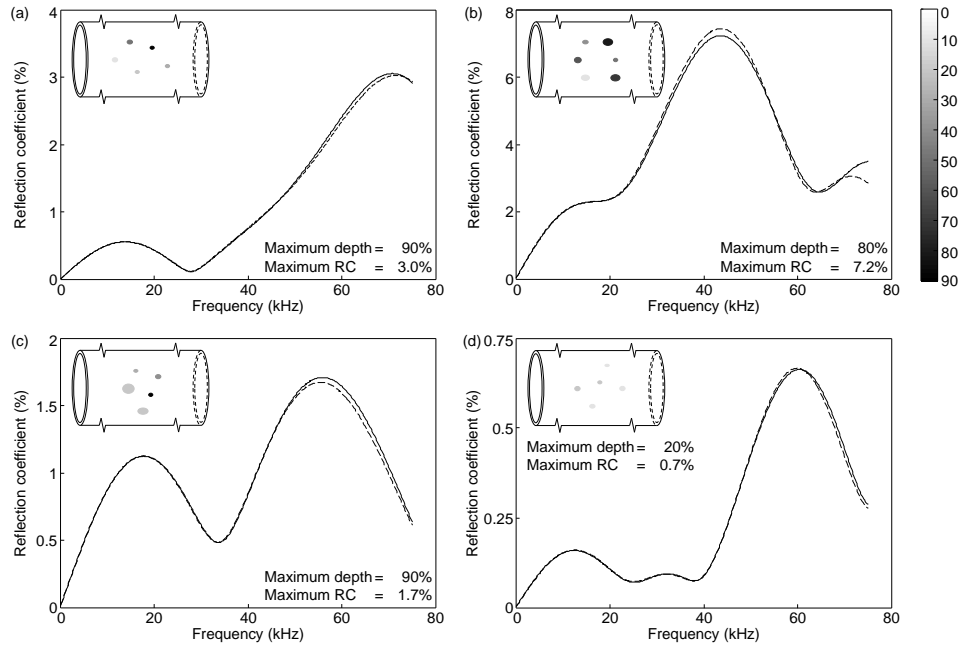 (a)
4
3
2
1
0
Reflection coefficient (%)
Maximum depth = 90%
Maximum RC = 3.0%
0 20 40 60 80
Frequency (kHz)
(b)
8
6
4
2
0
Reflection coefficient (%)
Maximum depth = 80%
Maximum RC = 7.2%
0 20 40 60 80
Frequency (kHz)
0
10
20
30
40
50
60
70
80
90
(c)
2
1.5
1
0.5
0
Reflection coefficient (%)
Maximum depth = 90%
Maximum RC = 1.7%
0 20 40 60 80
Frequency (kHz)
(d)
0.75
0.5
0.25
0
Reflection coefficient (%)
Maximum depth = 20%
Maximum RC = 0.7%
0 20 40 60 80
Frequency (kHz)